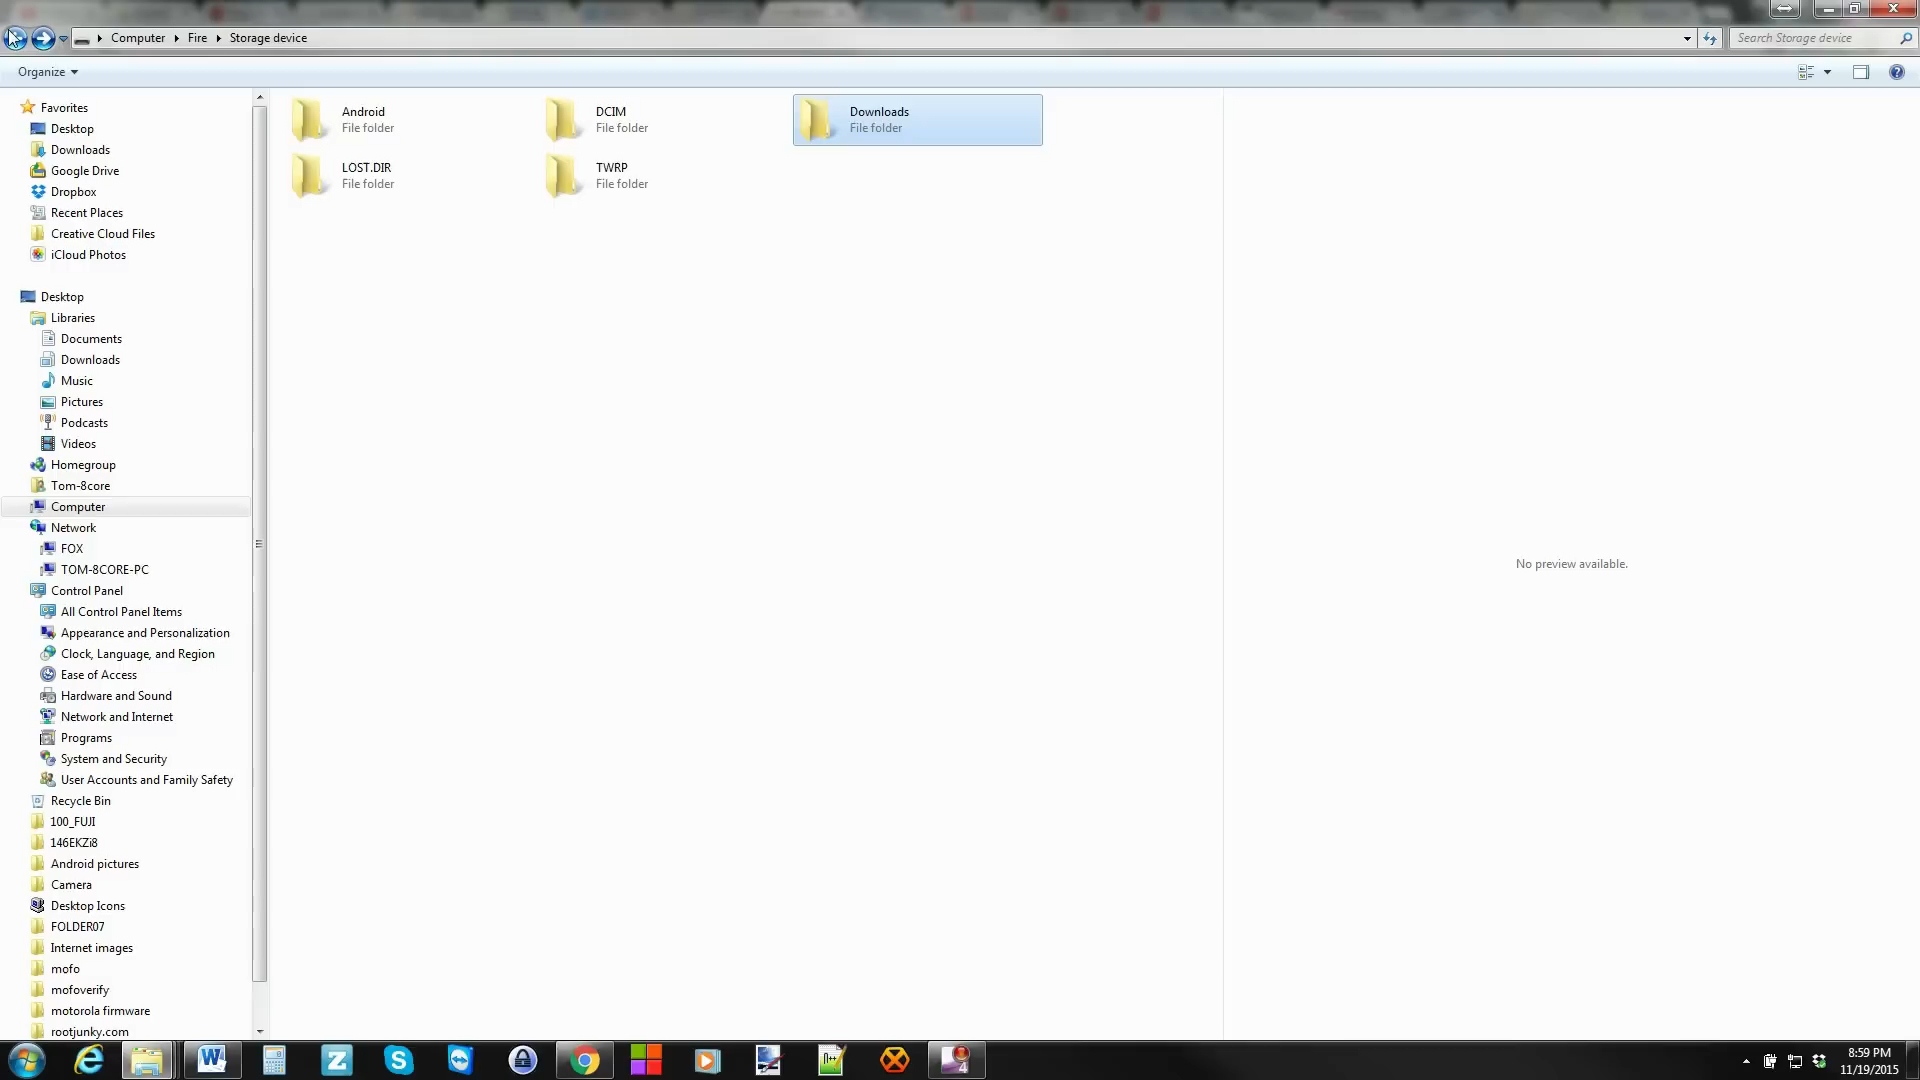 Computer Fire Storage device
Search Storage device
Organize
Favorites
Desktop
Downloads
Google Drive
Dropbox
Recent Places
Creative Cloud Files
iCloud Photos
Desktop
Libraries
Documents
Downloads
Music
Pictures
Podcasts
Videos
Homegroup
Tom-8core
Computer
Network
FOX
TOM-8CORE-PC
Control Panel
All Control Panel Items
Appearance and Personalization
Clock, Language, and Region
Ease of Access
Hardware and Sound
Network and Internet
Programs
System and Security
User Accounts and Family Safety
Recycle Bin
100_FUJI
146EKZi8
Android pictures
Camera
Desktop Icons
FOLDER07
Internet images
mofo
mofoverify
motorola firmware
rootjunky.com
Android
File folder
DCIM
File folder
Downloads
File folder
LOST.DIR
File folder
TWRP
File folder
No preview available.
8:59 PM
11/19/2015